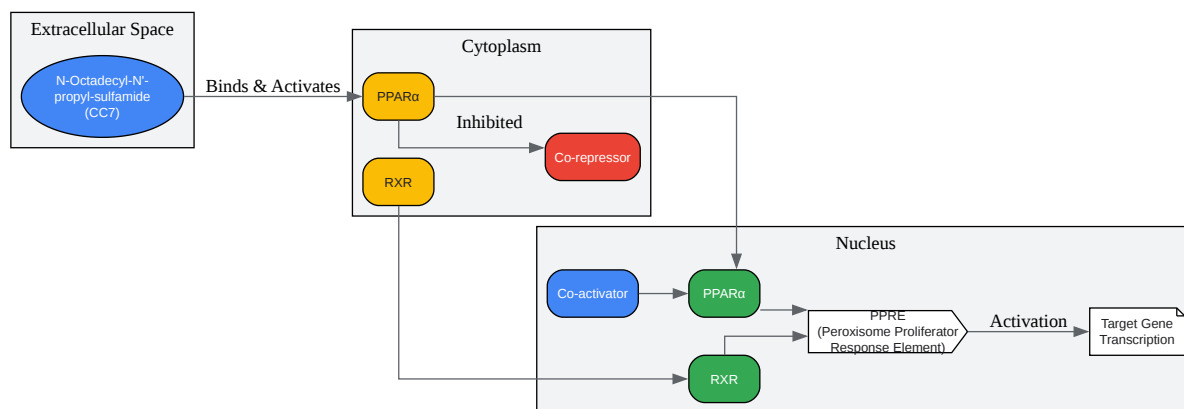 Extracellular Space
N-Octadecyl-N'-
propyl-sulfamide
(CC7)
Binds & Activates
Cytoplasm
PPARα
Inhibited
Co-repressor
RXR
Nucleus
Co-activator
PPARα
RXR
PPRE
(Peroxisome Proliferator
Response Element)
Activation
Target Gene
Transcription